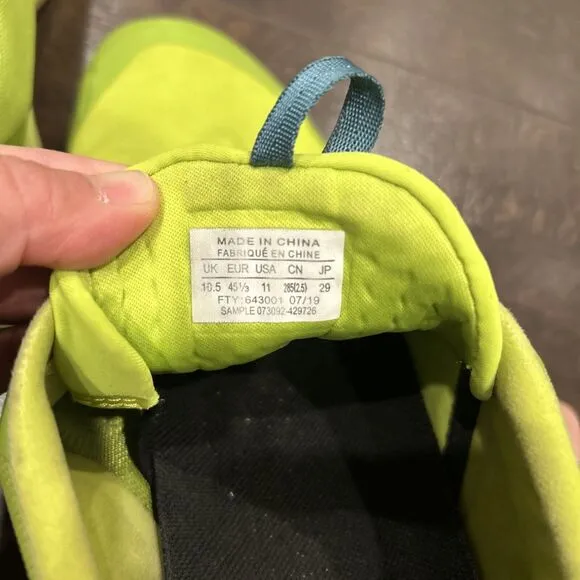 MADE IN CHINA
FABRIQUÉ EN CHINE
UK EUR USA CN JP
10.5 45⅓ 11 285(2.5) 29
FTY:643001 07/19
SAMPLE 073092-429726